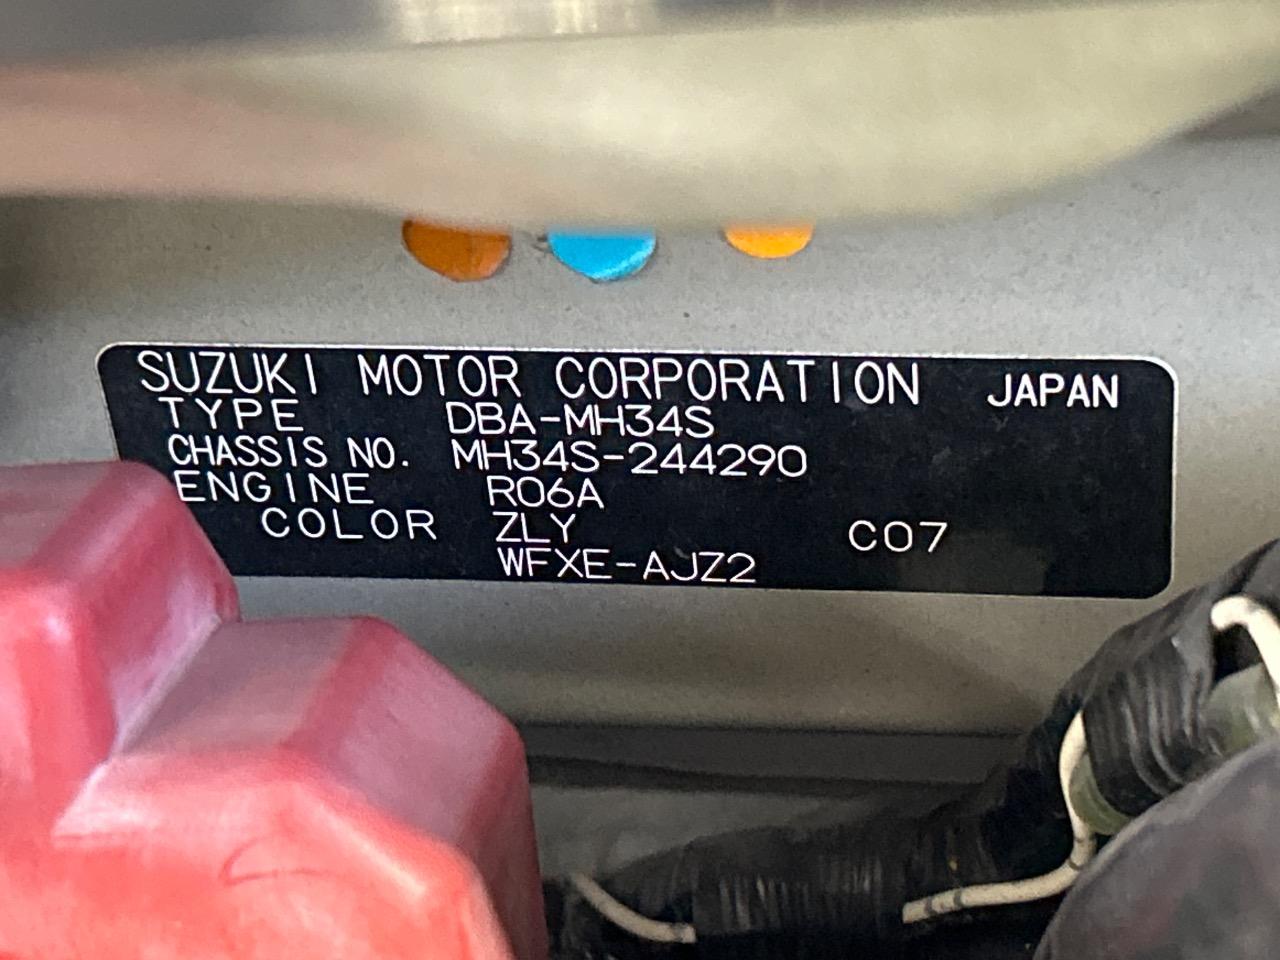 SUZUKI MOTOR CORPORATION JAPAN
TYPE DBA-MH34S
CHASSIS NO. MH34S-244290
ENGINE R06A
COLOR ZLY C07
WFXE-AJZ2